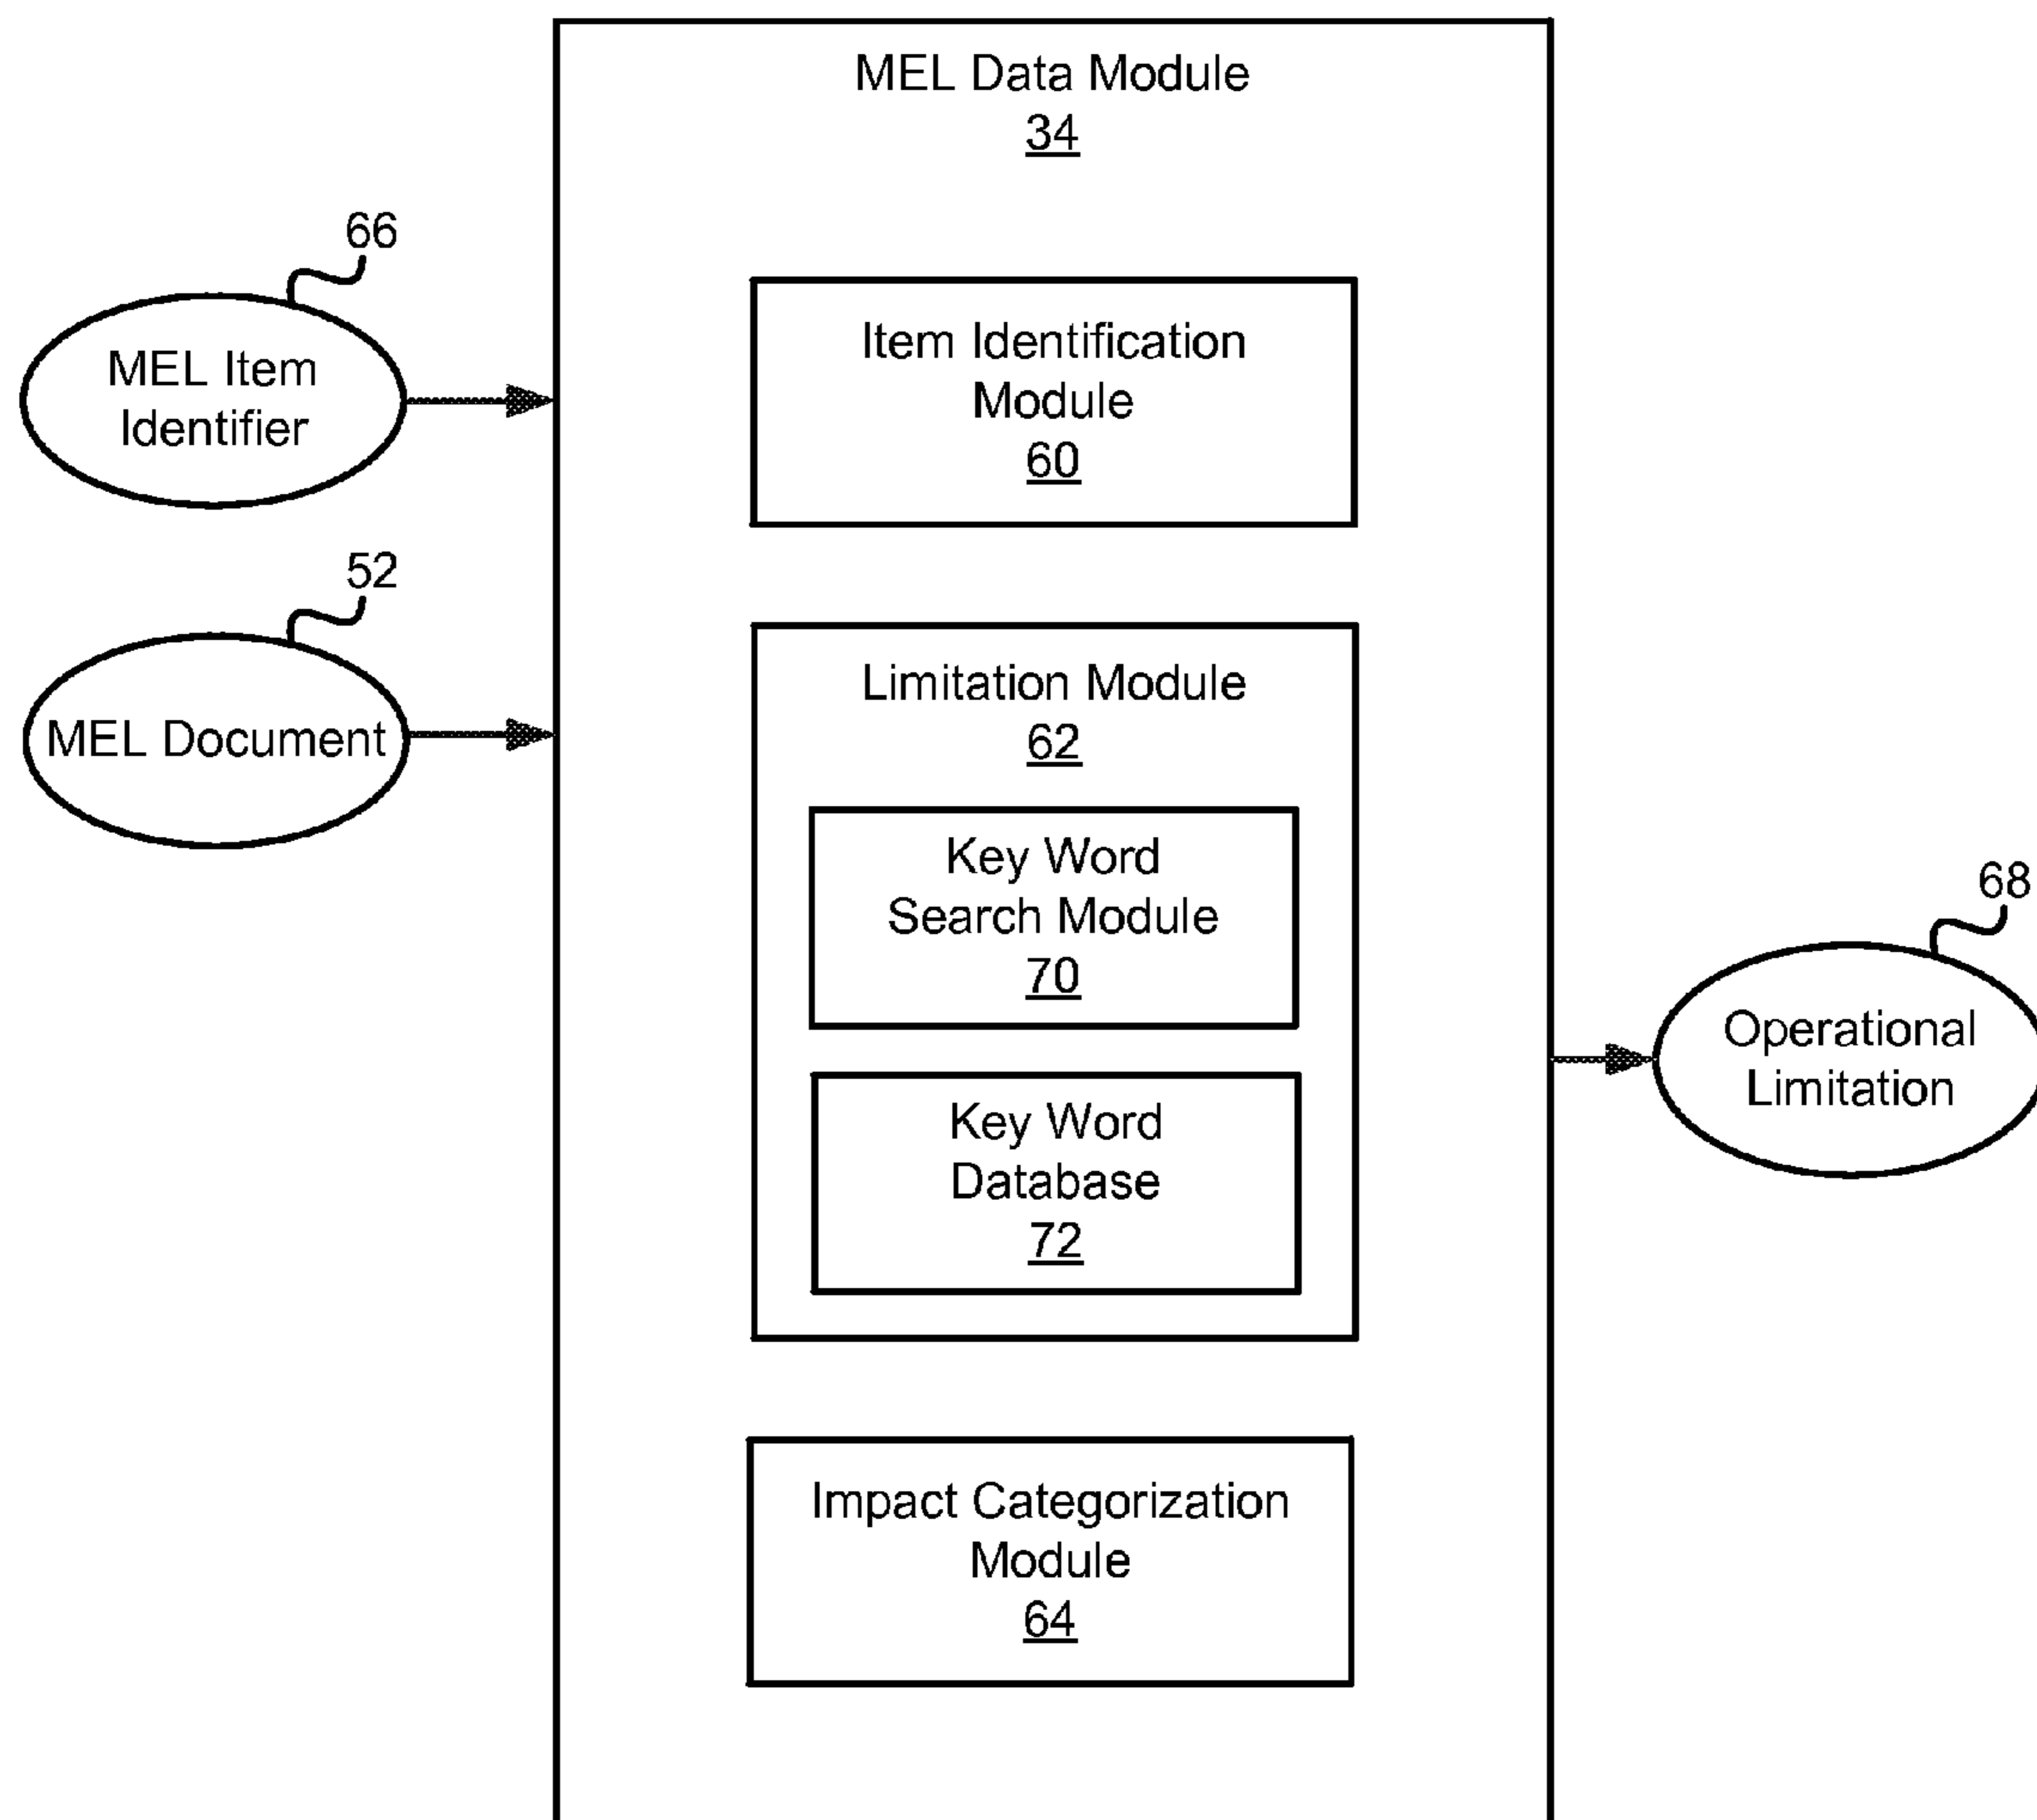 MEL Data Module
34
66
MEL Item
Identifier
Item Identification
Module
60
52
MEL Document
Limitation Module
62
Key Word
Search Module
70
Key Word
Database
72
68
Operational
Limitation
Impact Categorization
Module
64